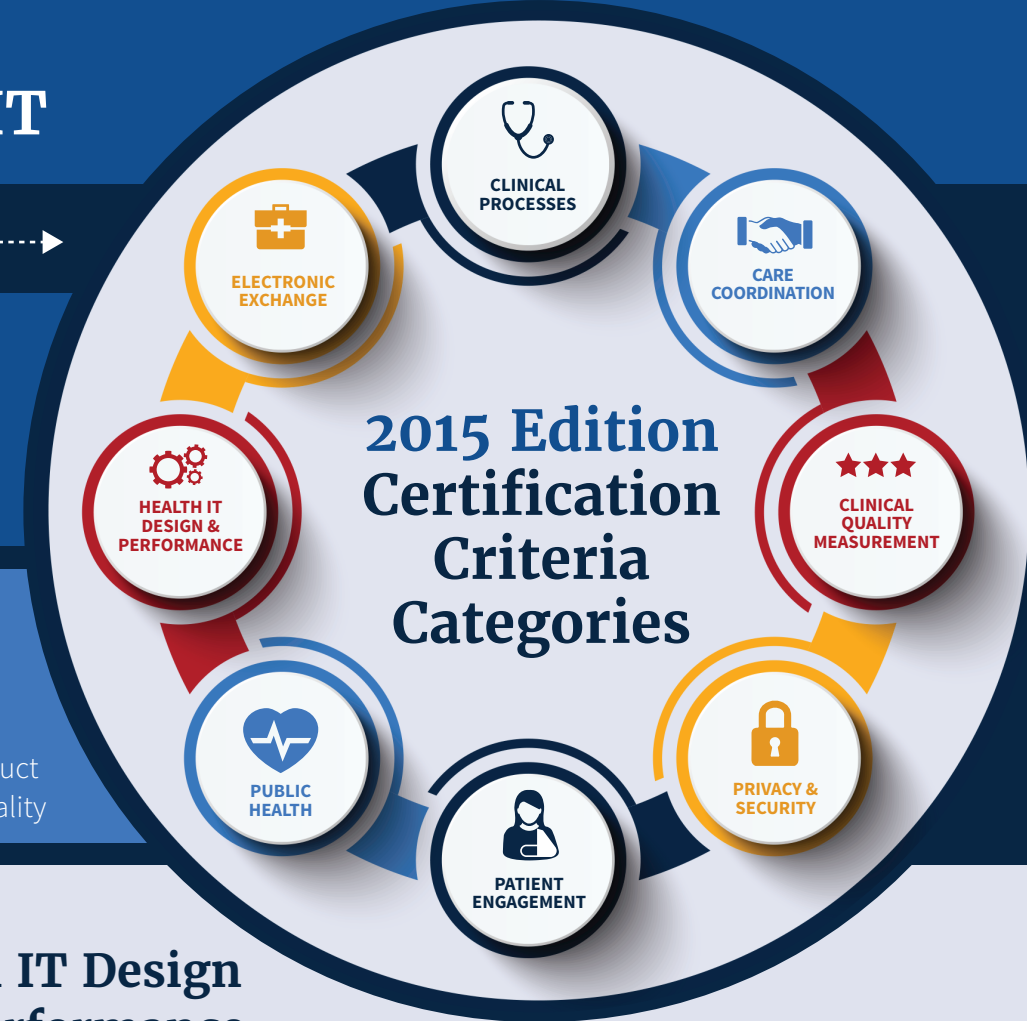 IT
CLINICAL
PROCESSES
CARE
COORDINATION
CLINICAL
QUALITY
MEASUREMENT
PRIVACY &
SECURITY
PATIENT
ENGAGEMENT
PUBLIC
HEALTH
HEALTH IT
DESIGN &
PERFORMANCE
ELECTRONIC
EXCHANGE
2015 Edition
Certification
Criteria
Categories
uct
ality
IT Design